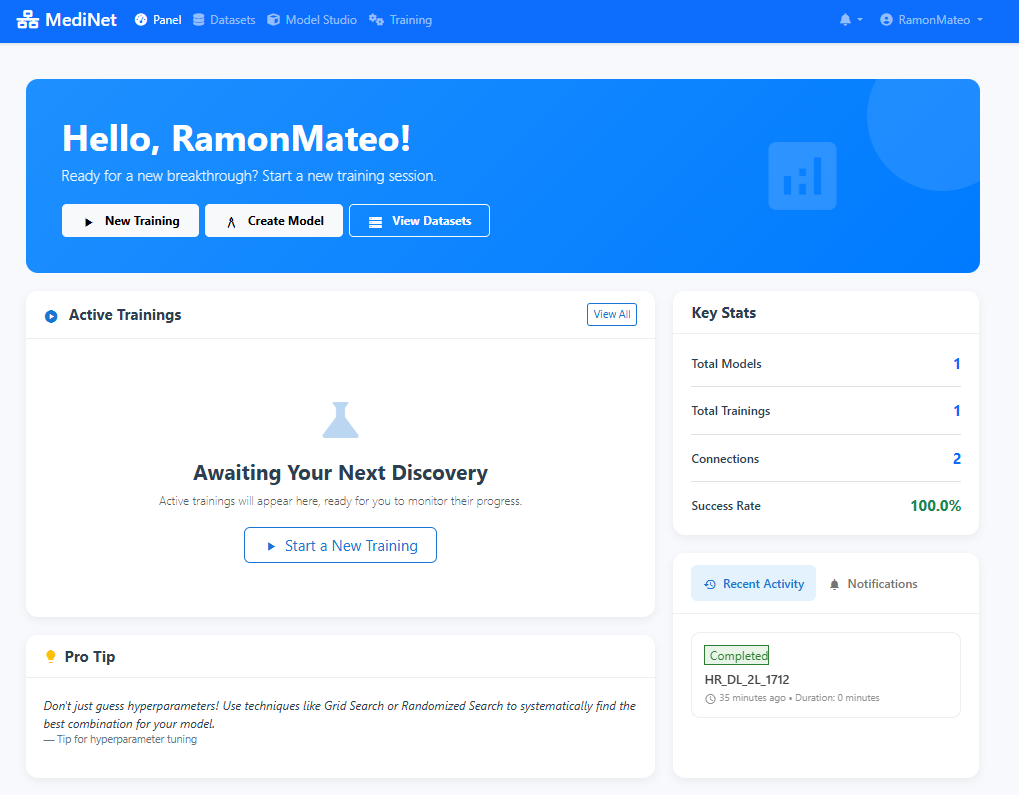 MediNet Panel Datasets Model Studio Training RamonMateo
Hello, RamonMateo!
Ready for a new breakthrough? Start a new training session.
New Training Create Model View Datasets
Active Trainings View All
Awaiting Your Next Discovery
Active trainings will appear here, ready for you to monitor their progress.
Start a New Training
Pro Tip
Don't just guess hyperparameters! Use techniques like Grid Search or Randomized Search to systematically find the
best combination for your model.
— Tip for hyperparameter tuning
Key Stats
Total Models 1
Total Trainings 1
Connections 2
Success Rate 100.0%
Recent Activity Notifications
Completed
HR_DL_2L_1712
35 minutes ago • Duration: 0 minutes